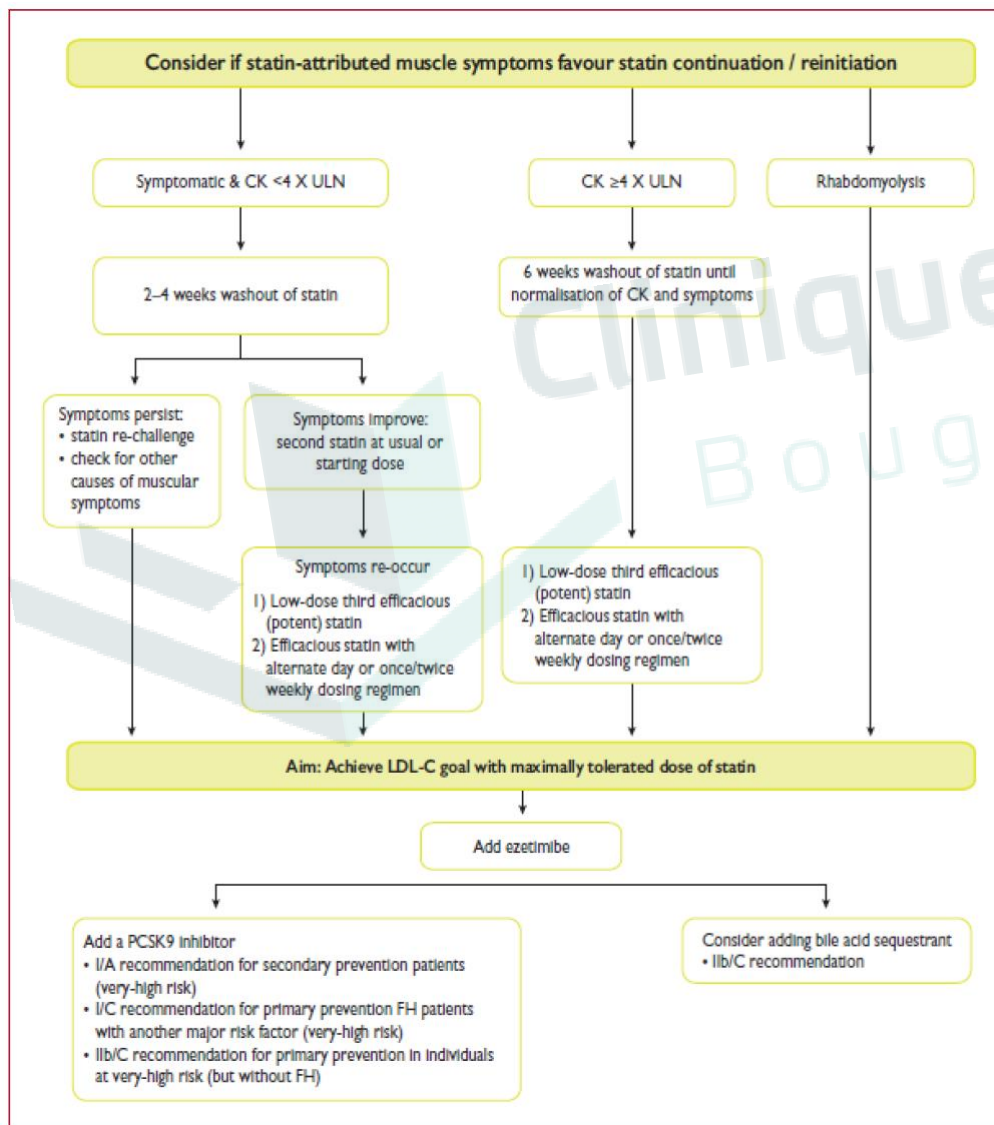 Consider if statin-attributed muscle symptoms favour statin continuation / reinitiation
Symptomatic & CK <4 X ULN
CK ≥4 X ULN
Rhabdomyolysis
2–4 weeks washout of statin
6 weeks washout of statin until
normalisation of CK and symptoms
Symptoms persist:
• statin re-challenge
• check for other
causes of muscular
symptoms
Symptoms improve:
second statin at usual or
starting dose
Symptoms re-occur
1) Low-dose third efficacious
(potent) statin
2) Efficacious statin with
alternate day or once/twice
weekly dosing regimen
1) Low-dose third efficacious
(potent) statin
2) Efficacious statin with
alternate day or once/twice
weekly dosing regimen
Aim: Achieve LDL-C goal with maximally tolerated dose of statin
Add ezetimibe
Add a PCSK9 inhibitor
• I/A recommendation for secondary prevention patients
(very-high risk)
• I/C recommendation for primary prevention FH patients
with another major risk factor (very-high risk)
• IIb/C recommendation for primary prevention in individuals
at very-high risk (but without FH)
Consider adding bile acid sequestrant
• IIb/C recommendation
Clinique
Boug